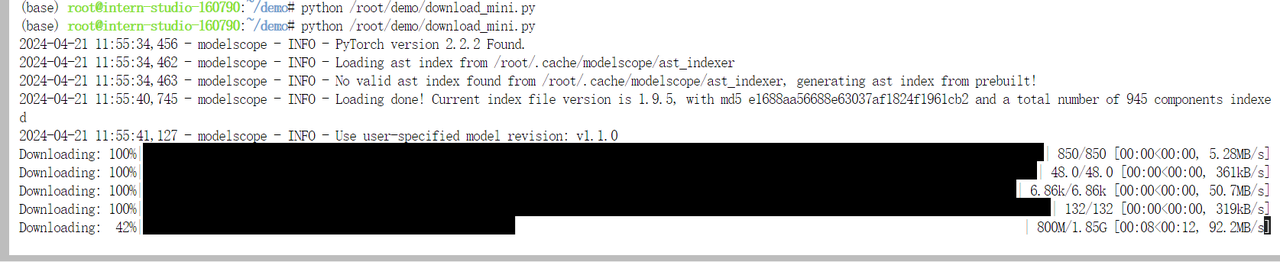 (base) root@intern-studio-160790:~/demo# python /root/demo/download_mini.py
(base) root@intern-studio-160790:~/demo# python /root/demo/download_mini.py
2024-04-21 11:55:34,456 - modelscope - INFO - PyTorch version 2.2.2 Found.
2024-04-21 11:55:34,462 - modelscope - INFO - Loading ast index from /root/.cache/modelscope/ast_indexer
2024-04-21 11:55:34,463 - modelscope - INFO - No valid ast index found from /root/.cache/modelscope/ast_indexer, generating ast index from prebuilt!
2024-04-21 11:55:40,745 - modelscope - INFO - Loading done! Current index file version is 1.9.5, with md5 e1688aa56688e63037af1824f1961cb2 and a total number of 945 components indexe
d
2024-04-21 11:55:41,127 - modelscope - INFO - Use user-specified model revision: v1.1.0
Downloading: 100%| | 850/850 [00:00<00:00, 5.28MB/s]
Downloading: 100%| | 48.0/48.0 [00:00<00:00, 361kB/s]
Downloading: 100%| | 6.86k/6.86k [00:00<00:00, 50.7MB/s]
Downloading: 100%| | 132/132 [00:00<00:00, 319kB/s]
Downloading: 42%| | 800M/1.85G [00:08<00:12, 92.2MB/s]